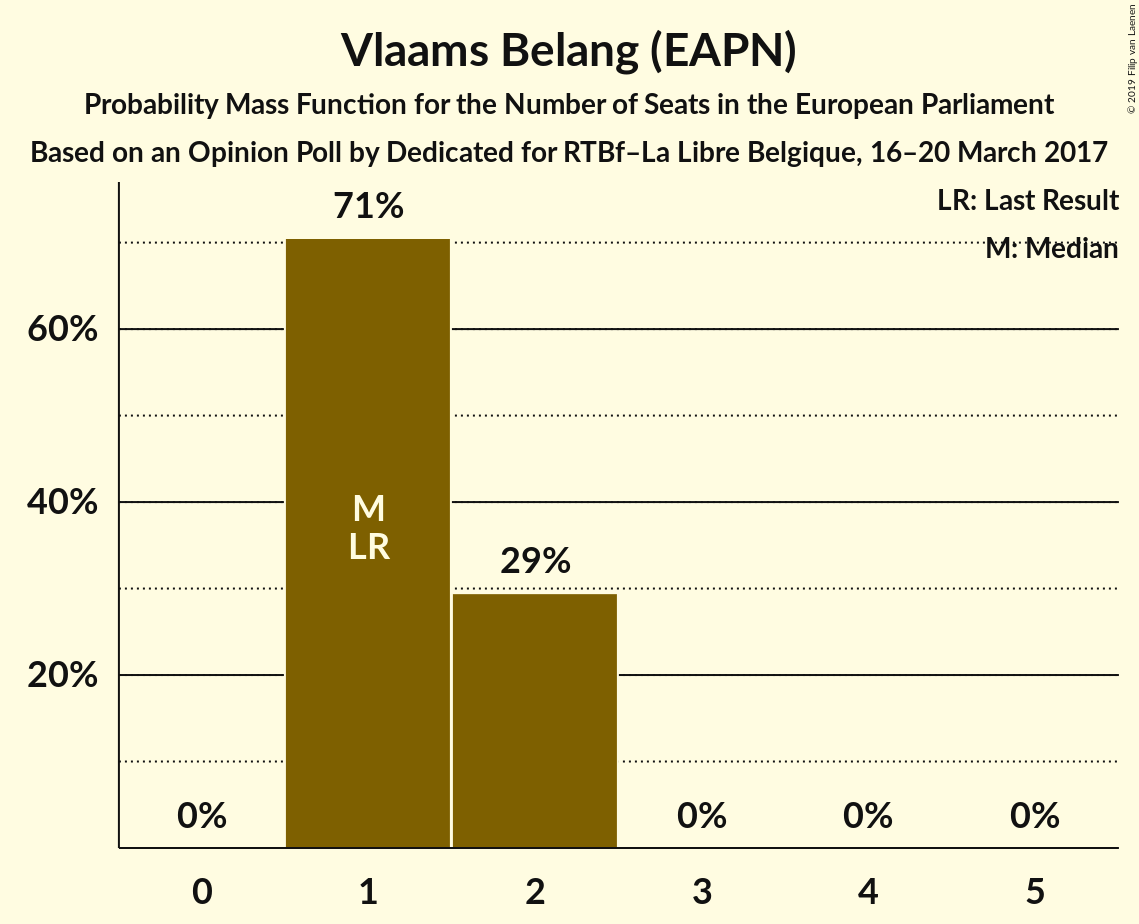 Vlaams Belang (EAPN)
Probability Mass Function for the Number of Seats in the European Parliament
Based on an Opinion Poll by Dedicated for RTBf–La Libre Belgique, 16–20 March 2017
© 2019 Filip van Laenen
LR: Last Result
M: Median
71%
60%
40%
20%
M
LR
29%
0%
0%
0%
0%
0 1 2 3 4 5